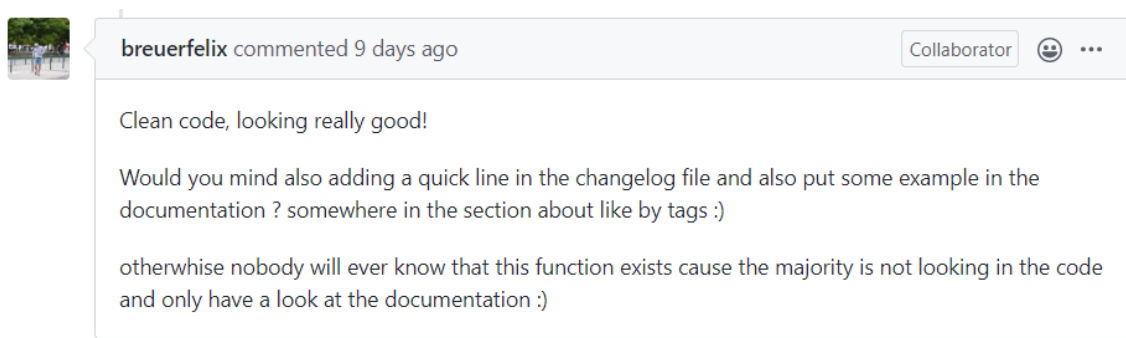 breuerfelix commented 9 days ago Collaborator
Clean code, looking really good!
Would you mind also adding a quick line in the changelog file and also put some example in the
documentation ? somewhere in the section about like by tags :)
otherwhise nobody will ever know that this function exists cause the majority is not looking in the code
and only have a look at the documentation :)